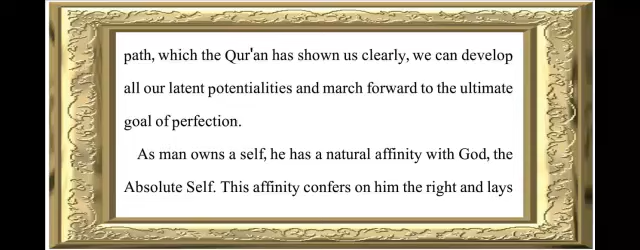 path, which the Qur'an has shown us clearly, we can develop
all our latent potentialities and march forward to the ultimate
goal of perfection.
As man owns a self, he has a natural affinity with God, the
Absolute Self. This affinity confers on him the right and lays